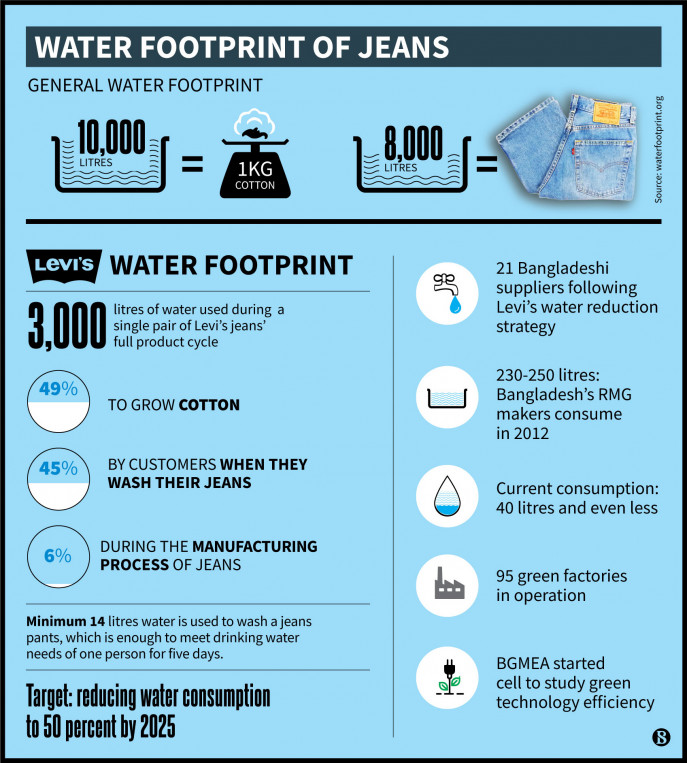 WATER FOOTPRINT OF JEANS
GENERAL WATER FOOTPRINT
10,000
LITRES
=
1KG
COTTON
8,000
LITRES
=
Source: waterfootprint.org
LEVI'S WATER FOOTPRINT
3,000
litres of water used during a
single pair of Levi's jeans'
full product cycle
49%
TO GROW COTTON
45%
BY CUSTOMERS WHEN THEY
WASH THEIR JEANS
6%
DURING THE MANUFACTURING
PROCESS OF JEANS
Minimum 14 litres water is used to wash a jeans
pants, which is enough to meet drinking water
needs of one person for five days.
Target: reducing water consumption
to 50 percent by 2025
21 Bangladeshi
suppliers following
Levi's water reduction
strategy
230-250 litres:
Bangladesh's RMG
makers consume
in 2012
Current consumption:
40 litres and even less
95 green factories
in operation
BGMEA started
cell to study green
technology efficiency